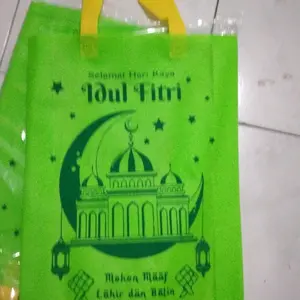 Selamat Hari Raya
Idul Fitri
Mohon Maaf
Lahir dan Batin